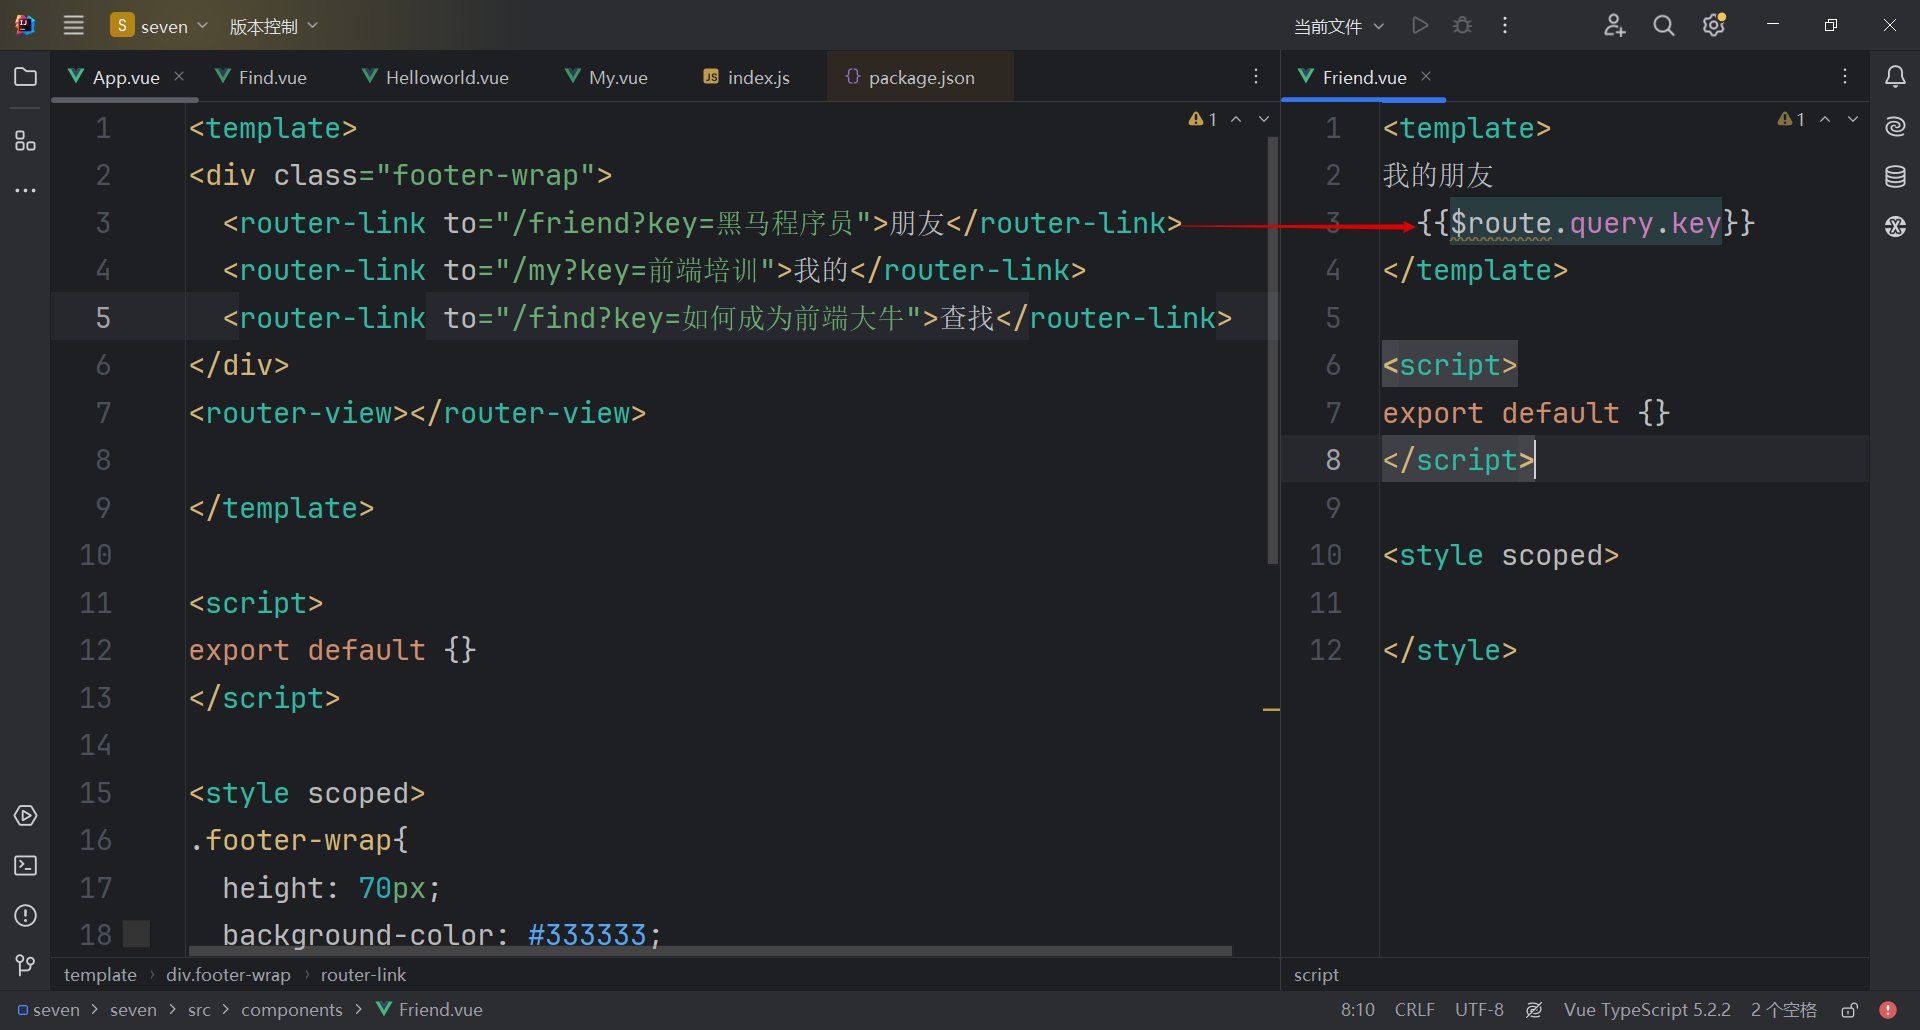 S seven 版本控制 当前文件
App.vue Find.vue Helloworld.vue My.vue JS index.js {} package.json
1 <template>
2 <div class="footer-wrap">
3 <router-link to="/friend?key=黑马程序员">朋友</router-link>
4 <router-link to="/my?key=前端培训">我的</router-link>
5 <router-link to="/find?key=如何成为前端大牛">查找</router-link>
6 </div>
7 <router-view></router-view>
8
9 </template>
10
11 <script>
12 export default {}
13 </script>
14
15 <style scoped>
16 .footer-wrap{
17 height: 70px;
18 background-color: #333333;
1
template › div.footer-wrap › router-link
Friend.vue
1 <template>
2 我的朋友
3 {{$route.query.key}}
4 </template>
5
6 <script>
7 export default {}
8 </script>
9
10 <style scoped>
11
12 </style>
1
script
seven > seven > src > components > Friend.vue
8:10 CRLF UTF-8 Vue TypeScript 5.2.2 2 个空格